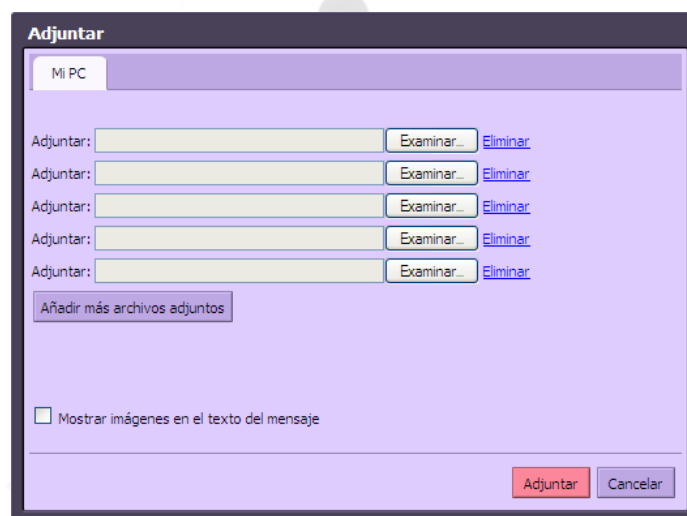 Adjuntar
Mi PC
Adjuntar: Examinar... Eliminar
Adjuntar: Examinar... Eliminar
Adjuntar: Examinar... Eliminar
Adjuntar: Examinar... Eliminar
Adjuntar: Examinar... Eliminar
Añadir más archivos adjuntos
Mostrar imágenes en el texto del mensaje
Adjuntar Cancelar